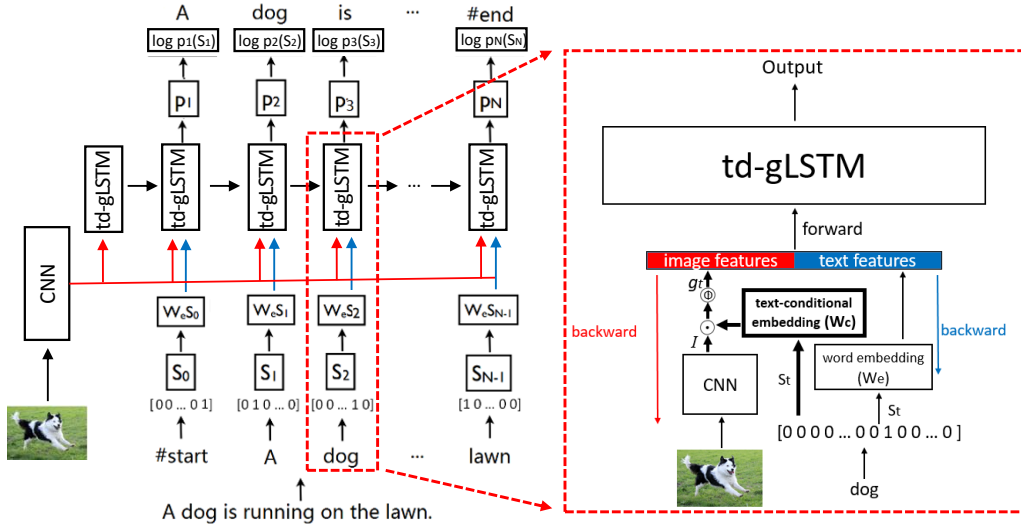 A dog is ... #end
log p1(S1) log p2(S2) log p3(S3) log pN(SN)
p1 p2 p3 pN
td-gLSTM td-gLSTM td-gLSTM td-gLSTM ... td-gLSTM
CNN
WeS0 WeS1 WeS2 WeSN-1
S0 S1 S2 SN-1
[0 0 ... 0 1] [0 1 0 ... 0] [0 0 ... 1 0] [1 0 ... 0 0]
#start A dog ... lawn
A dog is running on the lawn.
Output
td-gLSTM
forward
image features text features
gt
Φ
text-conditional
embedding (Wc)
backward
backward
I
word embedding
(We)
CNN
St
St
[0 0 0 0 ... 0 0 1 0 0 ... 0 ]
dog